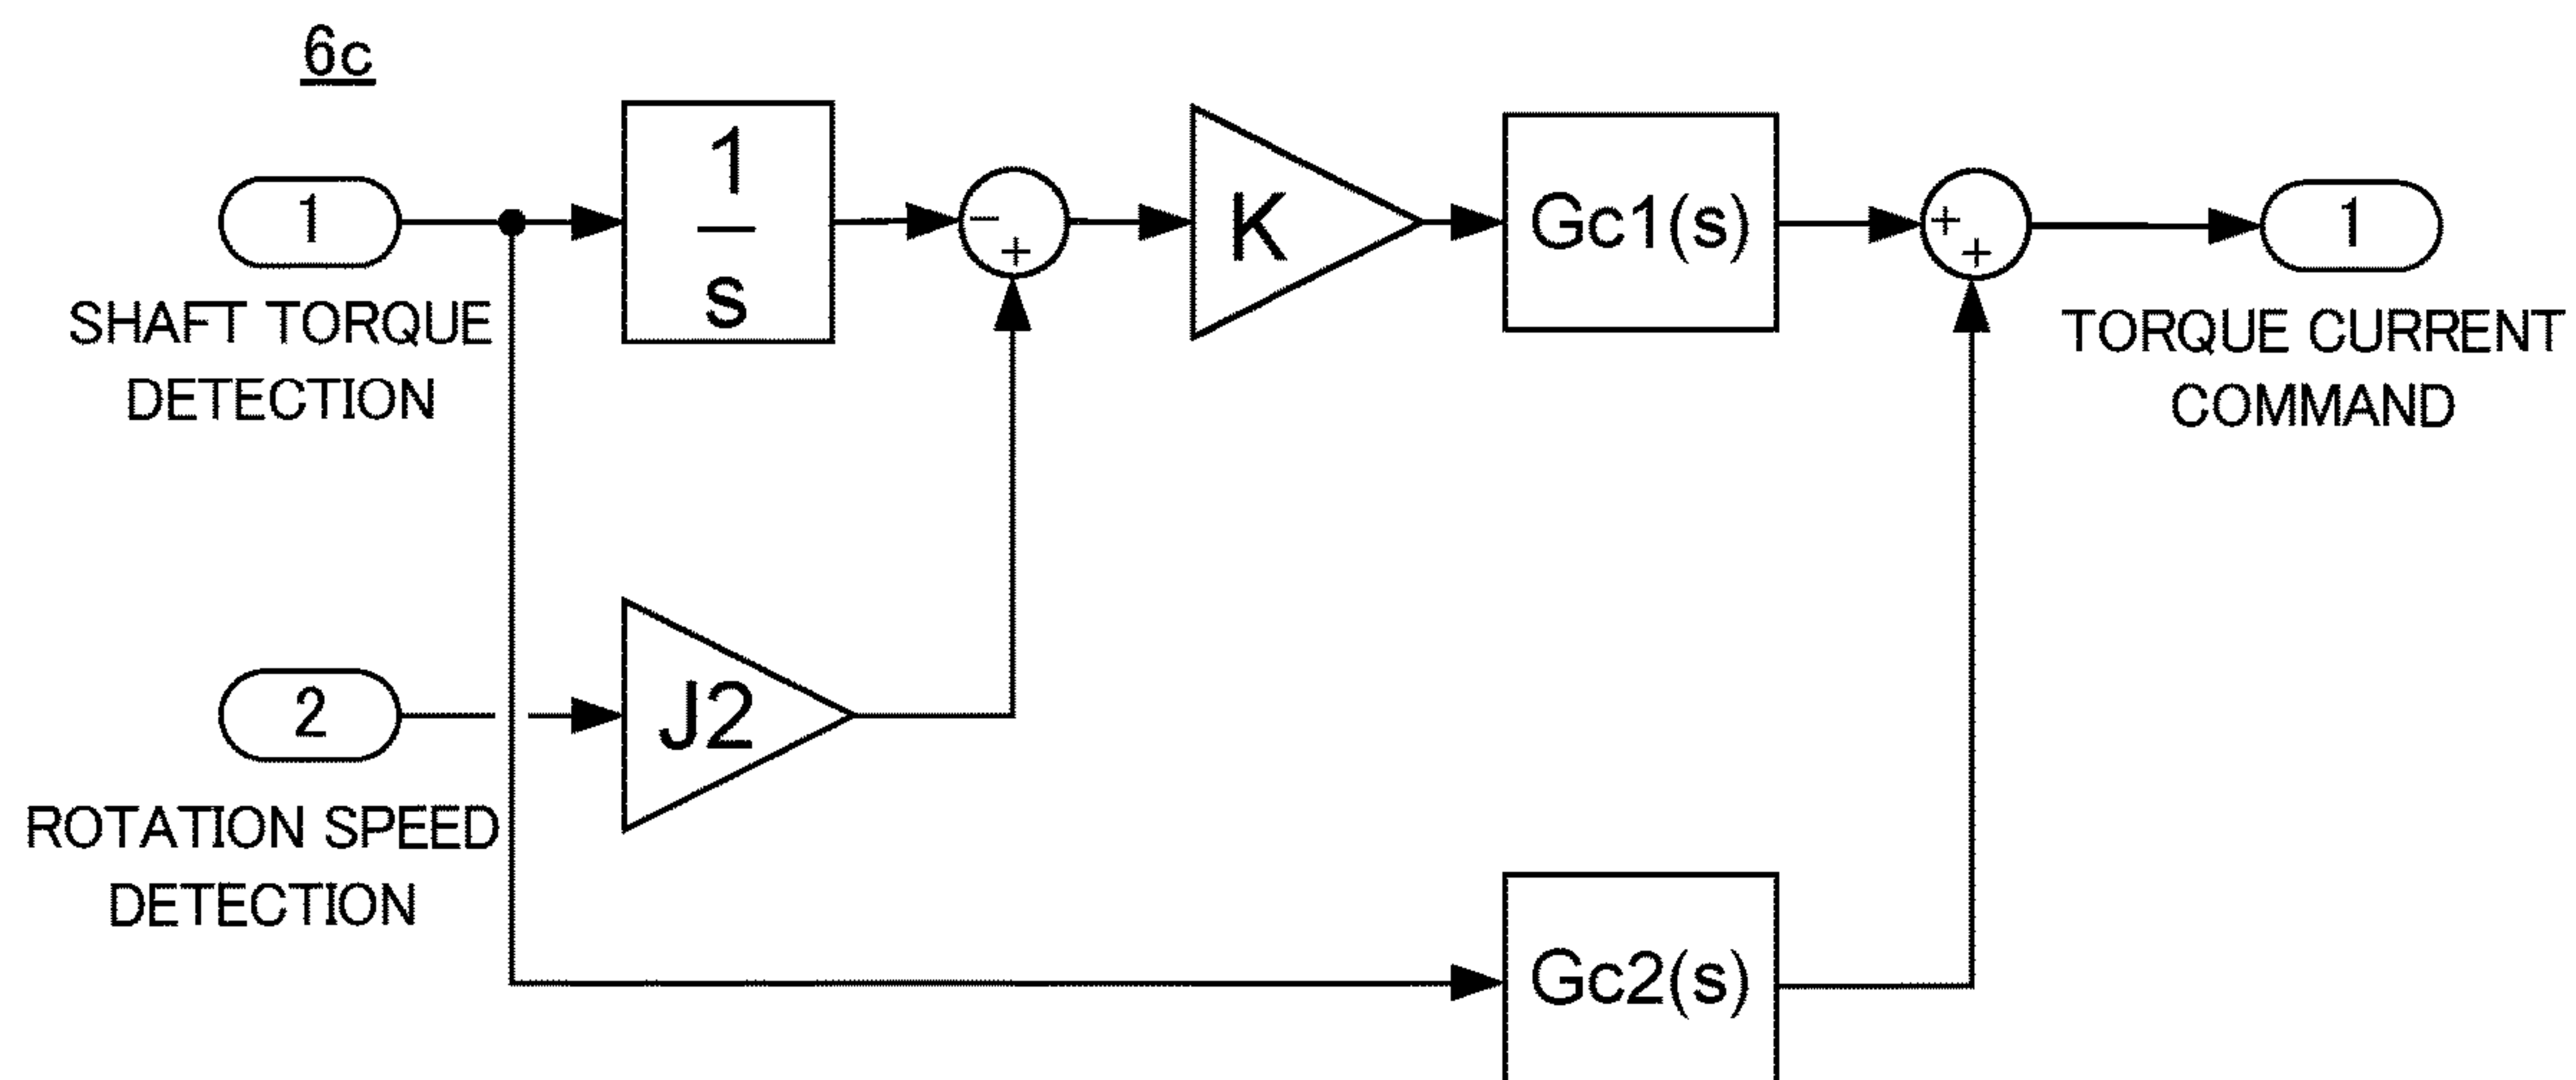 6c
1
SHAFT TORQUE
DETECTION
1
s
−
+
K
Gc1(s)
+
+
1
TORQUE CURRENT
COMMAND
2
ROTATION SPEED
DETECTION
J2
Gc2(s)